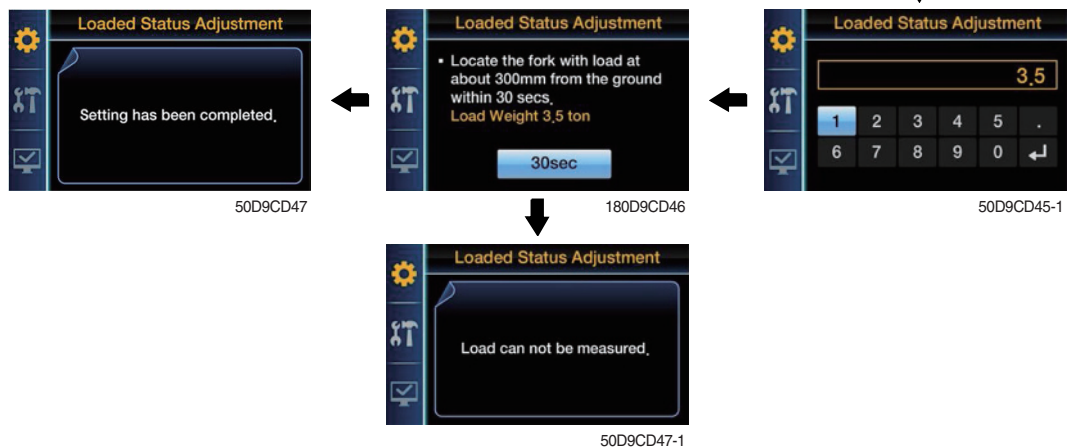 Loaded Status Adjustment
Setting has been completed.
50D9CD47
Loaded Status Adjustment
▪ Locate the fork with load at
about 300mm from the ground
within 30 secs.
Load Weight 3.5 ton
30sec
180D9CD46
Loaded Status Adjustment
3.5
1 2 3 4 5 .
6 7 8 9 0 ↵
50D9CD45-1
Loaded Status Adjustment
Load can not be measured.
50D9CD47-1